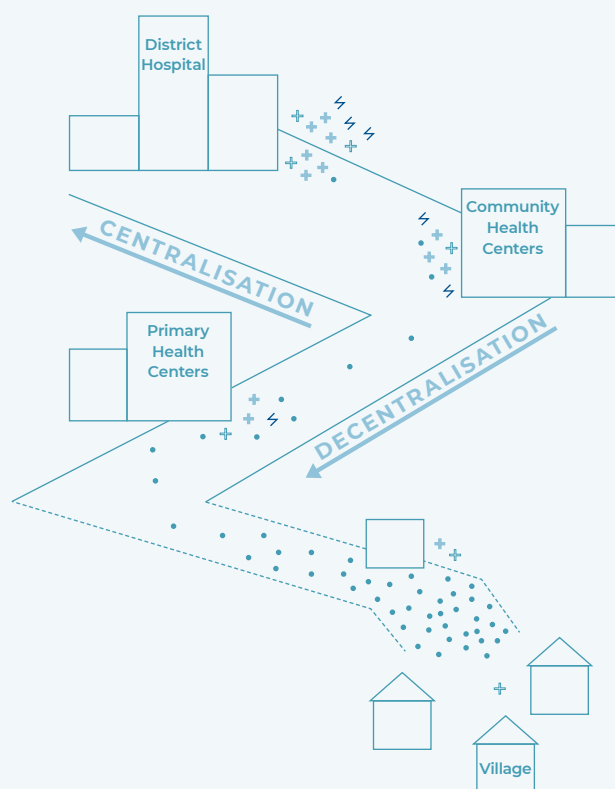 District
Hospital
Community
Health
Centers
CENTRALISATION
Primary
Health
Centers
DECENTRALISATION
Village